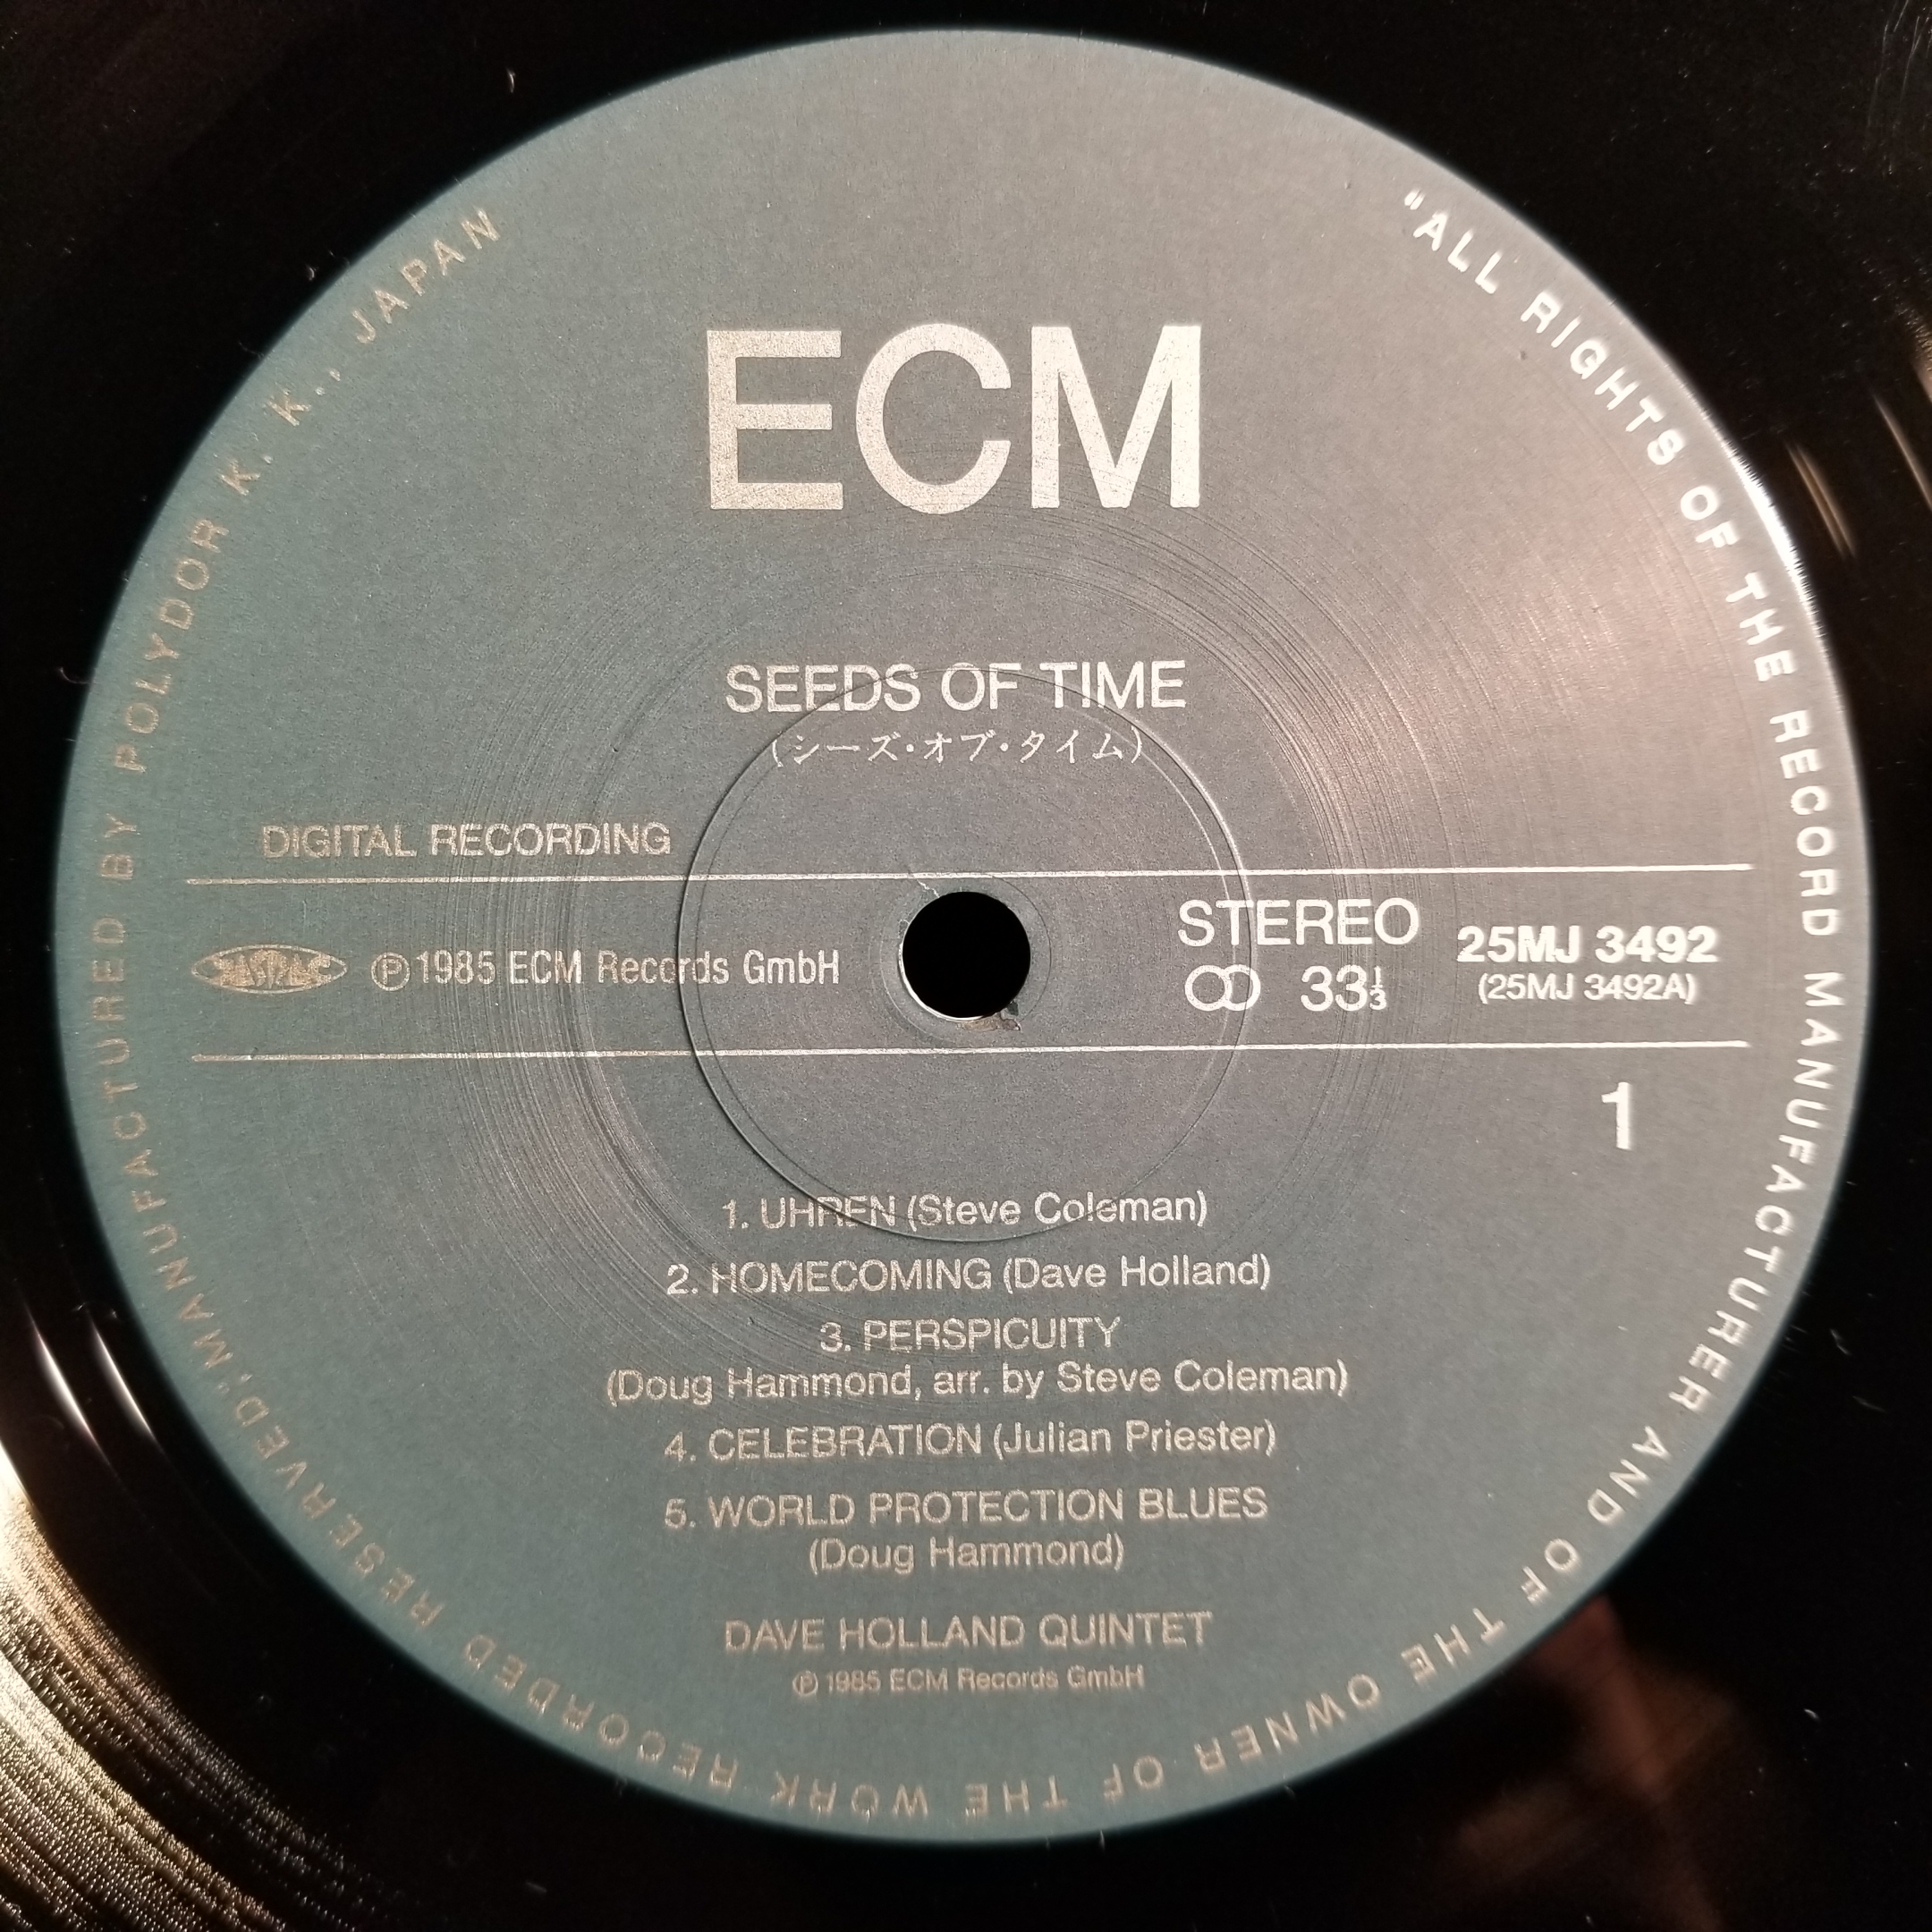 ECM
SEEDS OF TIME
(シーズ・オブ・タイム)
DIGITAL RECORDING
JASRAC
Ⓟ1985 ECM Records GmbH
STEREO
33⅓
25MJ 3492
(25MJ 3492A)
1
1. UHREN (Steve Coleman)
2. HOMECOMING (Dave Holland)
3. PERSPICUITY
(Doug Hammond, arr. by Steve Coleman)
4. CELEBRATION (Julian Priester)
5. WORLD PROTECTION BLUES
(Doug Hammond)
DAVE HOLLAND QUINTET
Ⓟ 1985 ECM Records GmbH
"ALL RIGHTS OF THE RECORD MANUFACTURER AND OF THE OWNER OF THE WORK RECORDED RESERVED:MANUFACTURED BY POLYDOR K. K., JAPAN